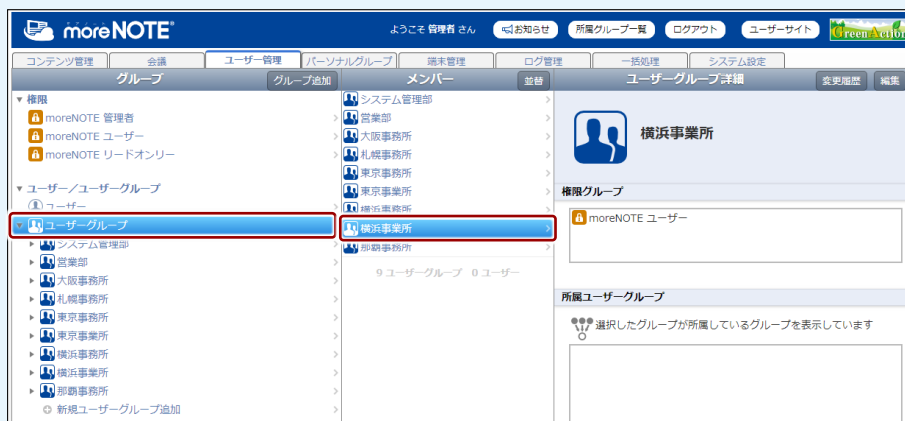 moreNOTE
ようこそ 管理者 さん
お知らせ
所属グループ一覧
ログアウト
ユーザーサイト
Green Action
コンテンツ管理
会議
ユーザー管理
パーソナルグループ
端末管理
ログ管理
一括処理
システム設定
グループ
グループ追加
メンバー
並替
ユーザーグループ詳細
変更履歴
編集
権限
moreNOTE 管理者
moreNOTE ユーザー
moreNOTE リードオンリー
ユーザー/ユーザーグループ
ユーザー
ユーザーグループ
システム管理部
営業部
大阪事務所
札幌事務所
東京事務所
東京事業所
横浜事務所
横浜事業所
那覇事務所
新規ユーザーグループ追加
システム管理部
営業部
大阪事務所
札幌事務所
東京事務所
東京事業所
横浜事務所
横浜事業所
那覇事務所
9 ユーザーグループ 0 ユーザー
横浜事業所
権限グループ
moreNOTE ユーザー
所属ユーザーグループ
選択したグループが所属しているグループを表示しています